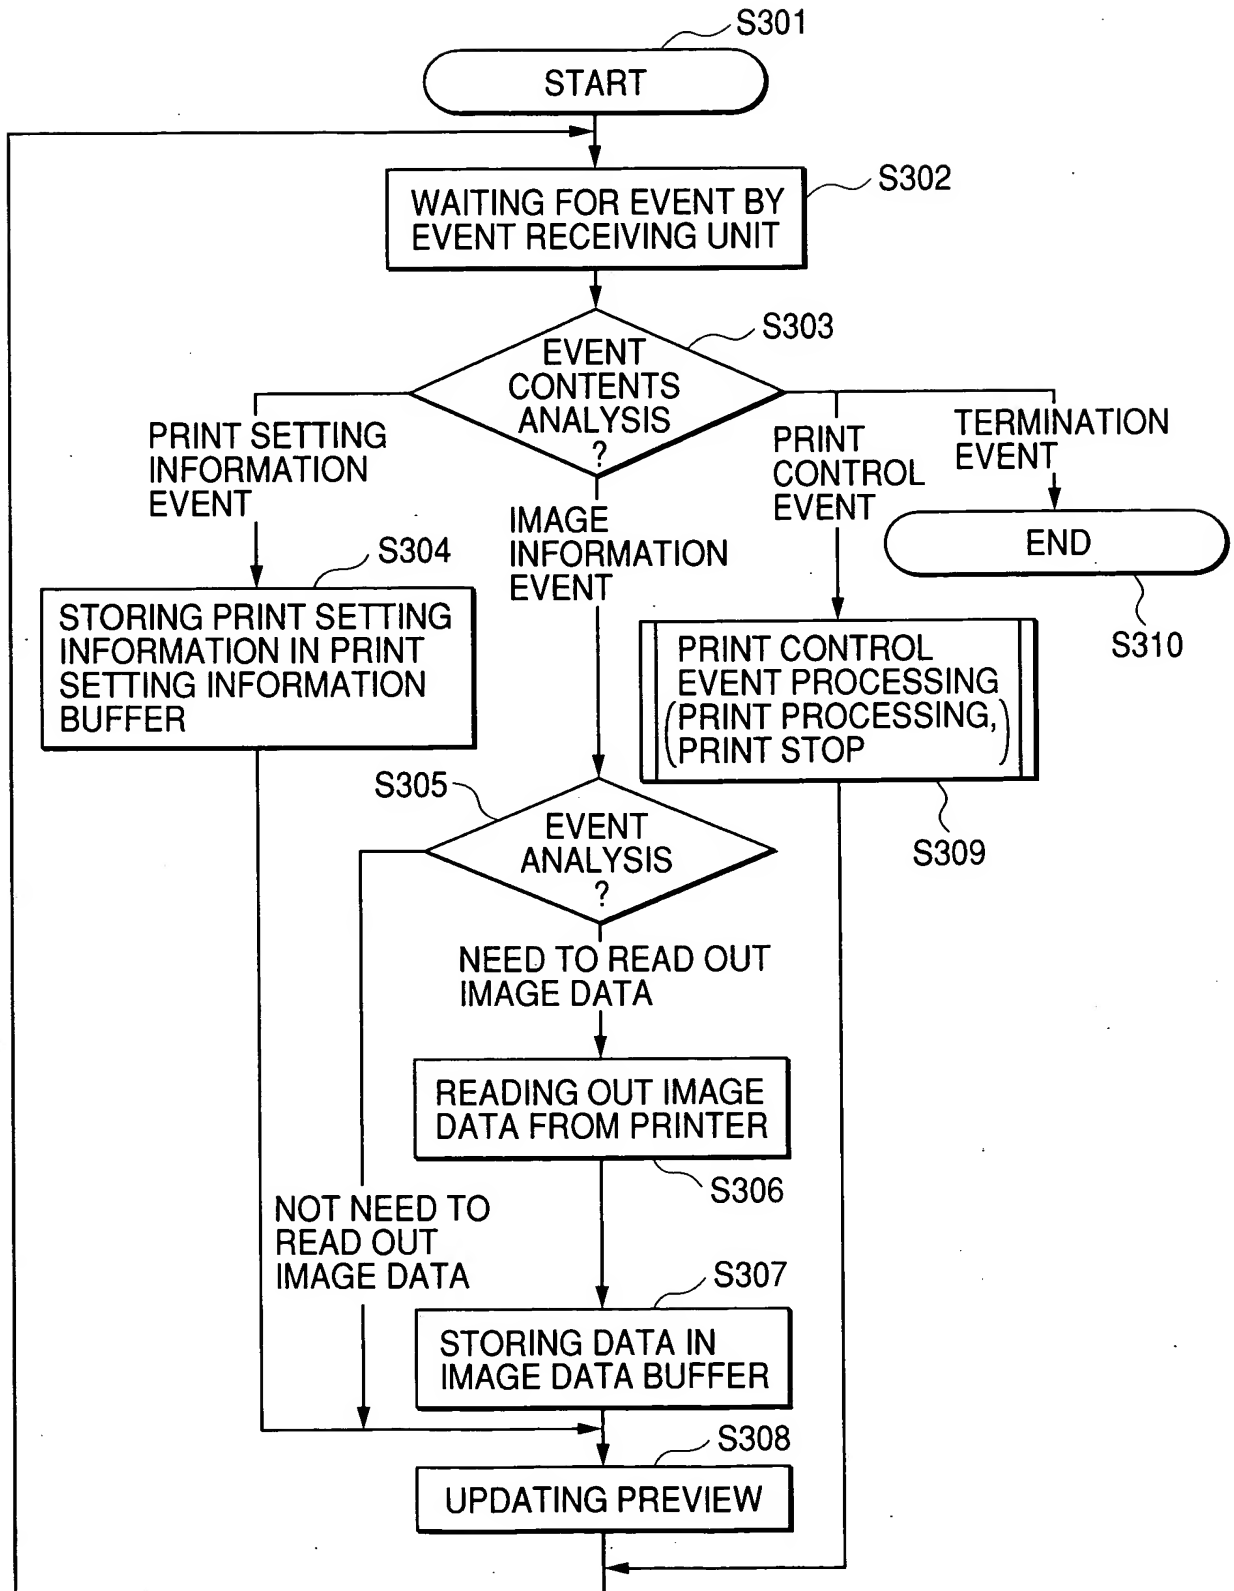 S301
START
S302
WAITING FOR EVENT BY
EVENT RECEIVING UNIT
S303
EVENT
CONTENTS
ANALYSIS
?
PRINT SETTING
INFORMATION
EVENT
IMAGE
INFORMATION
EVENT
PRINT
CONTROL
EVENT
TERMINATION
EVENT
END
S310
S304
STORING PRINT SETTING
INFORMATION IN PRINT
SETTING INFORMATION
BUFFER
PRINT CONTROL
EVENT PROCESSING
(PRINT PROCESSING,
PRINT STOP)
S309
S305
EVENT
ANALYSIS
?
NEED TO READ OUT
IMAGE DATA
READING OUT IMAGE
DATA FROM PRINTER
S306
NOT NEED TO
READ OUT
IMAGE DATA
S307
STORING DATA IN
IMAGE DATA BUFFER
S308
UPDATING PREVIEW